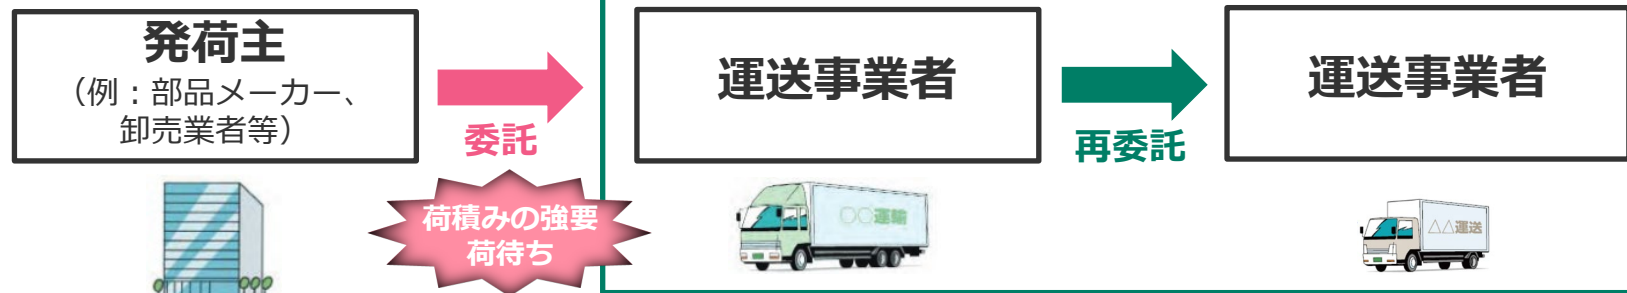 発荷主
（例：部品メーカー、
卸売業者等）
委託
荷積みの強要
荷待ち
運送事業者
〇〇運輸
再委託
運送事業者
△△運送